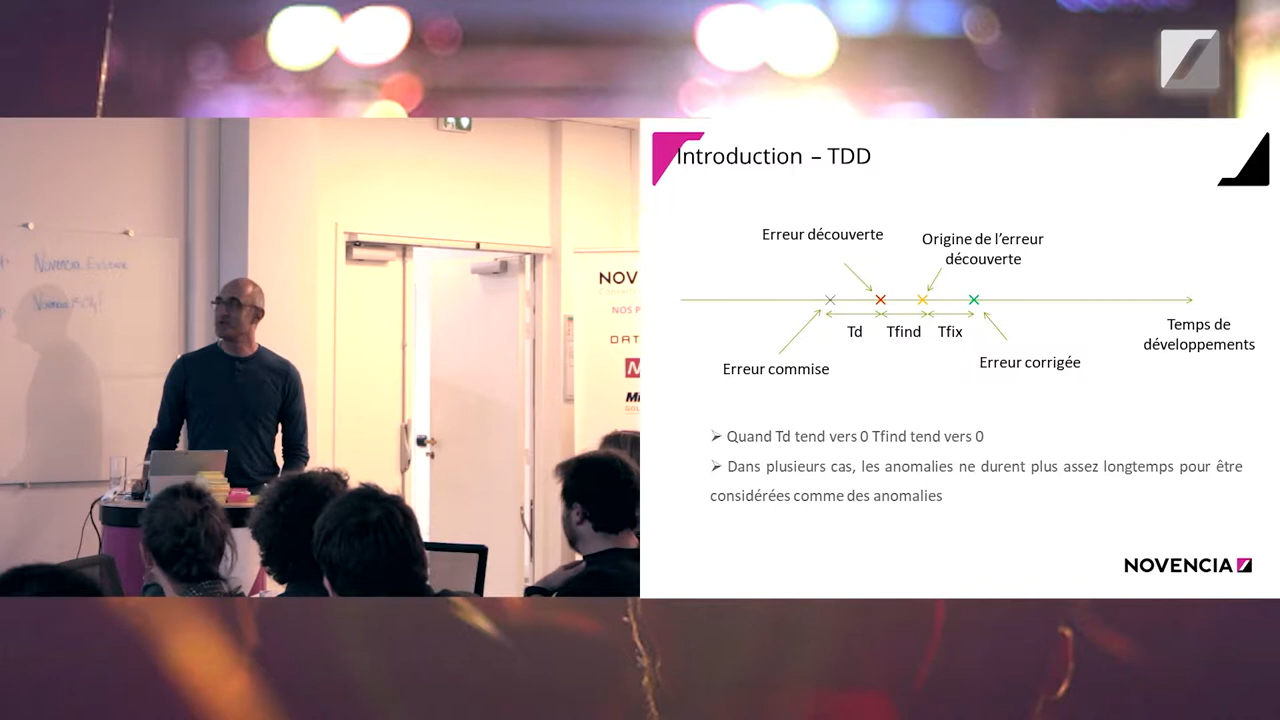 Novencia
NOV
NOS P
DAT
M
Introduction – TDD
Erreur découverte
Origine de l’erreur
découverte
Td
Tfind
Tfix
Temps de
développements
Erreur commise
Erreur corrigée
➢ Quand Td tend vers 0 Tfind tend vers 0
➢ Dans plusieurs cas, les anomalies ne durent plus assez longtemps pour être
considérées comme des anomalies
NOVENCIA